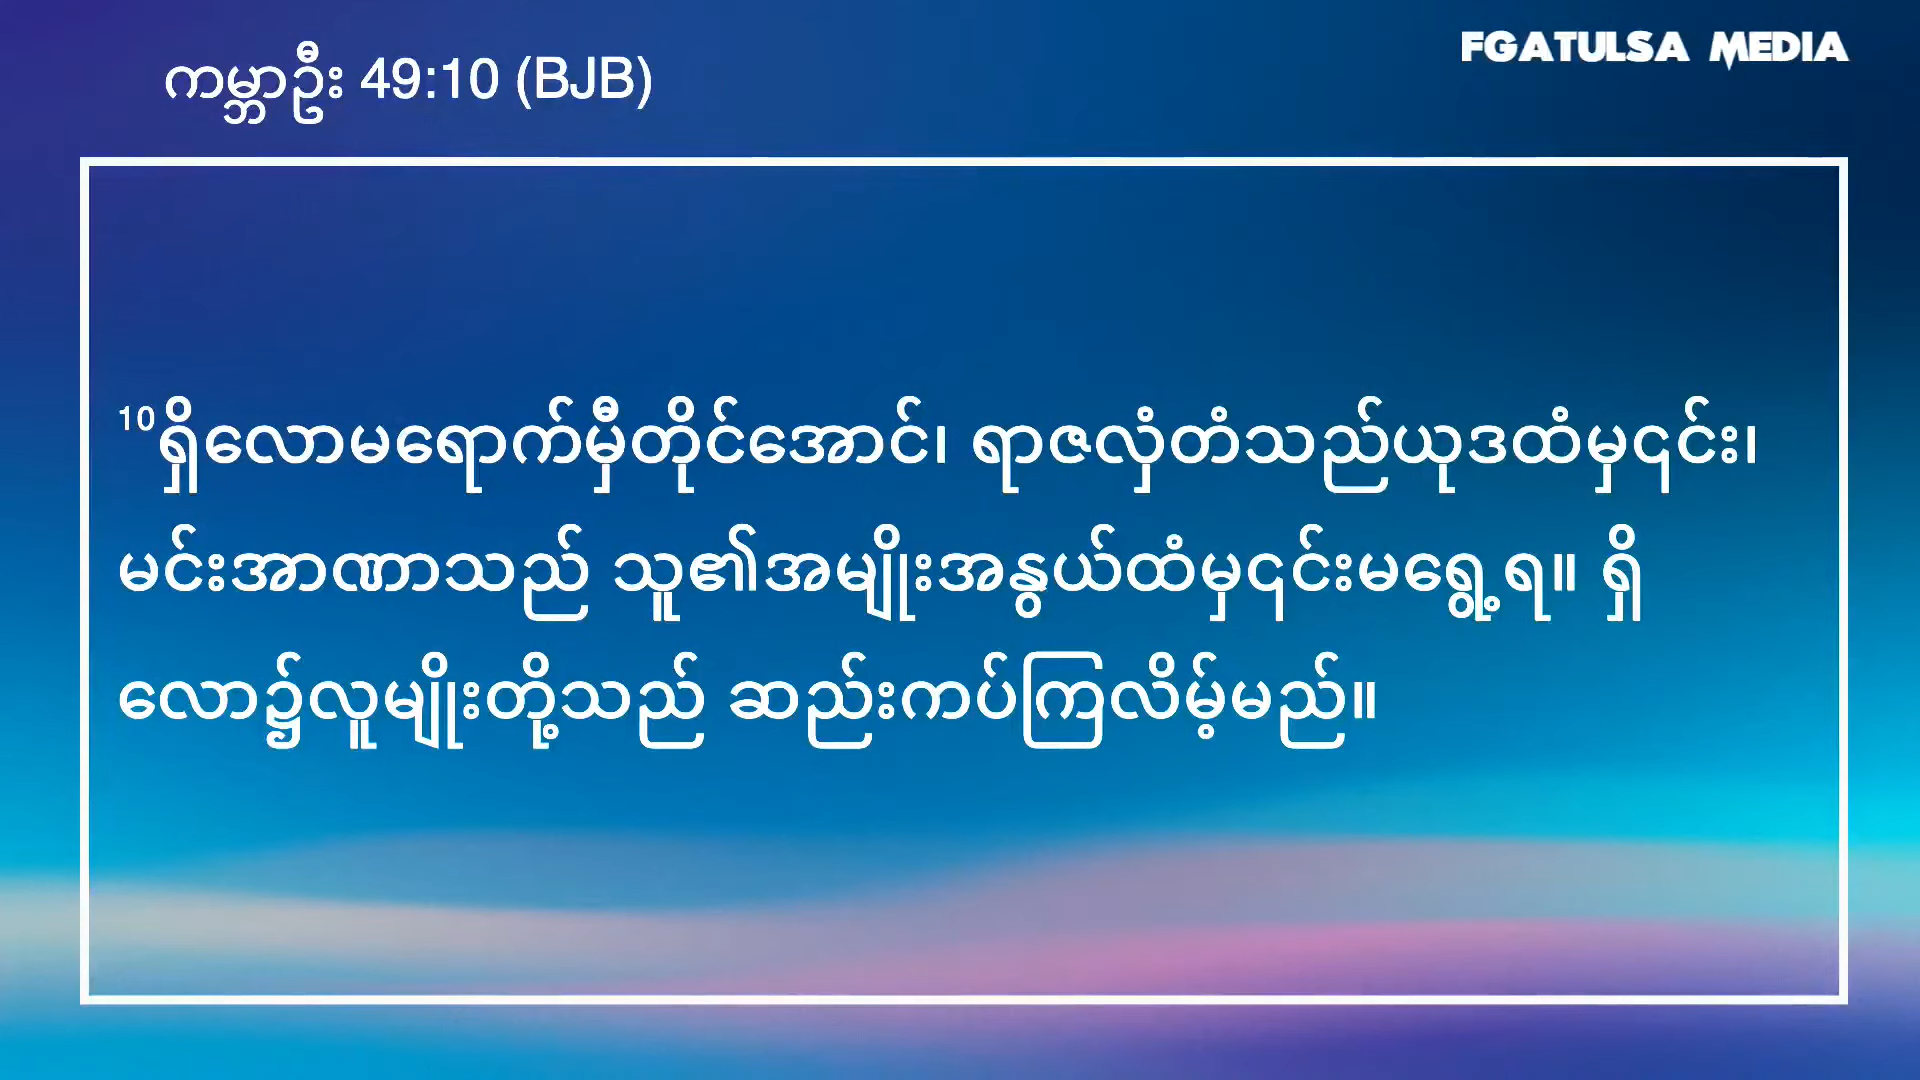 ကမ္ဘာဦး 49:10 (BJB)
FGATULSA MEDIA
10ရှိလောမရောက်မှီတိုင်အောင်၊ ရာဇလှံတံသည်ယုဒထံမှ၎င်း၊
မင်းအာဏာသည် သူ၏အမျိုးအနွယ်ထံမှ၎င်းမရွေ့ရ။ ရှိ
လော၌လူမျိုးတို့သည် ဆည်းကပ်ကြလိမ့်မည်။